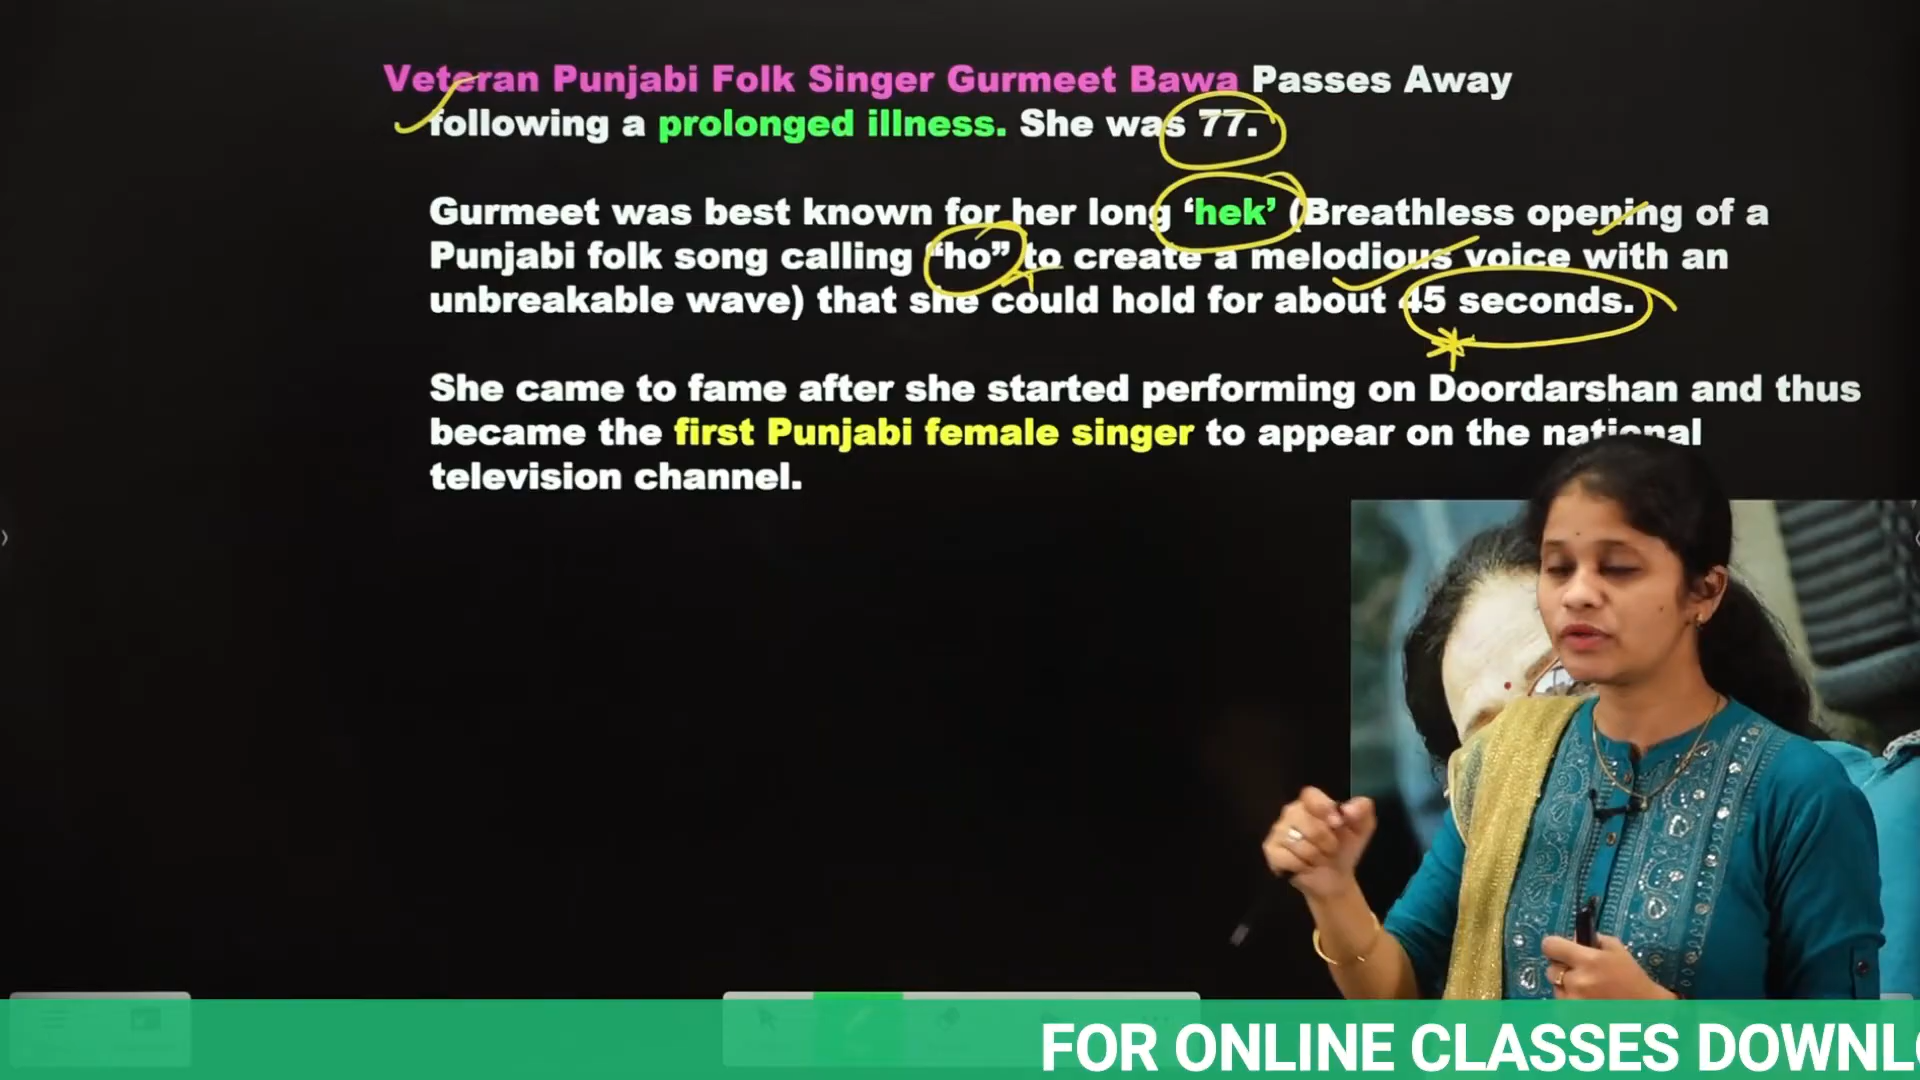 Veteran Punjabi Folk Singer Gurmeet Bawa Passes Away
following a prolonged illness. She was 77.
Gurmeet was best known for her long ‘hek’ (Breathless opening of a
Punjabi folk song calling “ho” to create a melodious voice with an
unbreakable wave) that she could hold for about 45 seconds.
She came to fame after she started performing on Doordarshan and thus
became the first Punjabi female singer to appear on the national
television channel.
FOR ONLINE CLASSES DOWNL